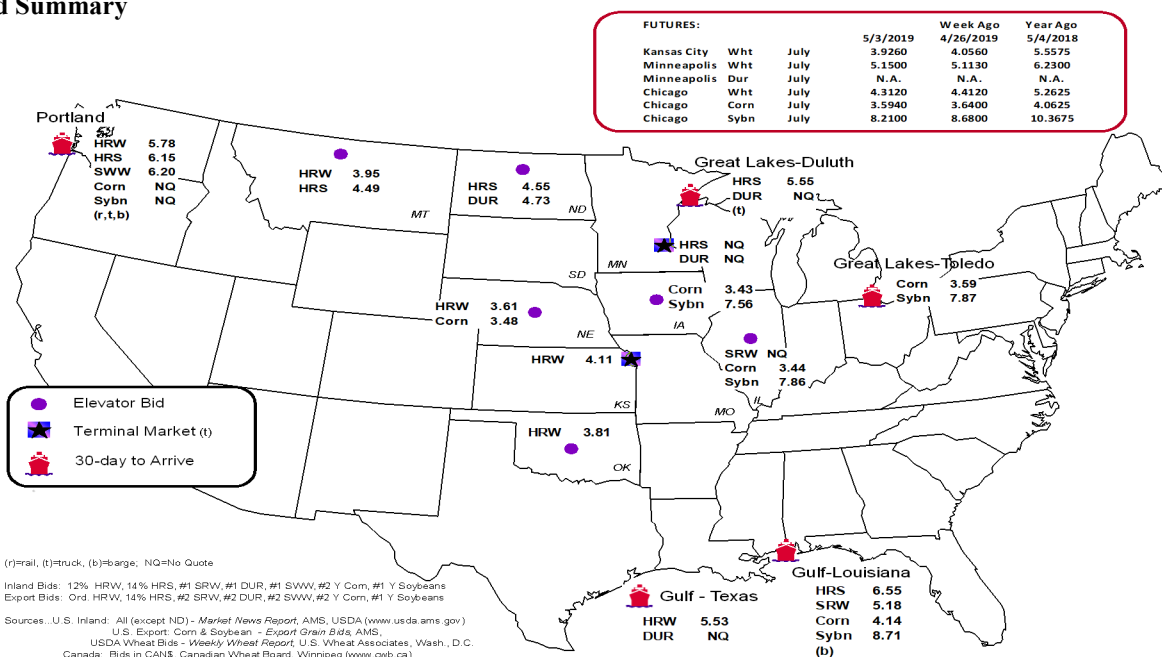 d Summary
FUTURES: Week Ago Year Ago
5/3/2019 4/26/2019 5/4/2018
Kansas City Wht July 3.9260 4.0560 5.5575
Minneapolis Wht July 5.1500 5.1130 6.2300
Minneapolis Dur July N.A. N.A. N.A.
Chicago Wht July 4.3120 4.4120 5.2625
Chicago Corn July 3.5940 3.6400 4.0625
Chicago Sybn July 8.2100 8.6800 10.3675
Portland
HRW 5.78
HRS 6.15
SWW 6.20
Corn NQ
Sybn NQ
(r,t,b)
HRW 3.95
HRS 4.49
MT
HRS 4.55
DUR 4.73
ND
Great Lakes-Duluth
HRS 5.55
DUR NQ
(t)
HRS NQ
DUR NQ
MN
SD
Great Lakes-Toledo
Corn 3.59
Sybn 7.87
Corn 3.43
Sybn 7.56
IA
HRW 3.61
Corn 3.48
NE
SRW NQ
Corn 3.44
Sybn 7.86
IL
HRW 4.11
KS
MO
HRW 3.81
OK
Elevator Bid
Terminal Market (t)
30-day to Arrive
Gulf-Louisiana
HRS 6.55
SRW 5.18
Corn 4.14
Sybn 8.71
(b)
Gulf - Texas
HRW 5.53
DUR NQ
(r)=rail, (t)=truck, (b)=barge; NQ=No Quote
Inland Bids: 12% HRW, 14% HRS, #1 SRW, #1 DUR, #1 SWW, #2 Y Corn, #1 Y Soybeans
Export Bids: Ord. HRW, 14% HRS, #2 SRW, #2 DUR, #2 SWW, #2 Y Corn, #1 Y Soybeans
Sources...U.S. Inland: All (except ND) - Market News Report, AMS, USDA (www.usda.ams.gov)
U.S. Export: Corn & Soybean - Export Grain Bids, AMS,
USDA Wheat Bids - Weekly Wheat Report, U.S. Wheat Associates, Wash., D.C.
Canada: Bids in CAN$, Canadian Wheat Board, Winnipeg (www.cwb.ca)